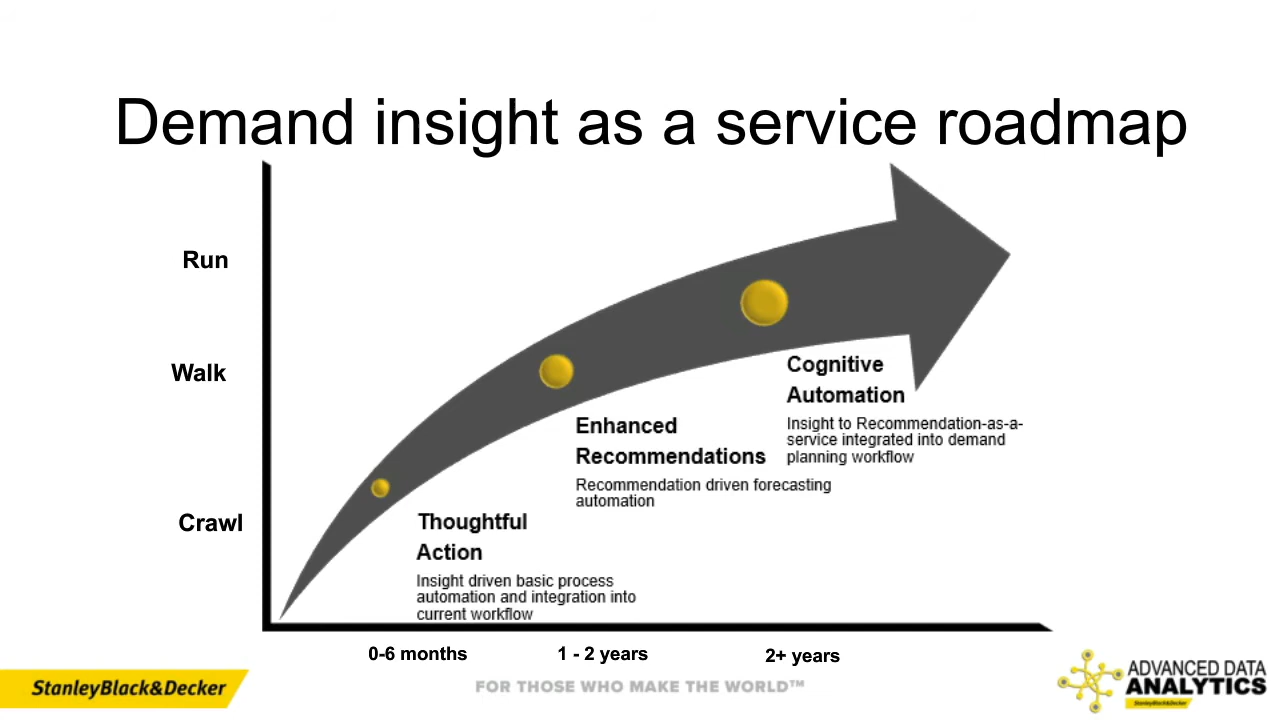 Demand insight as a service roadmap
Run
Walk
Crawl
Cognitive
Automation
Insight to Recommendation-as-a-
service integrated into demand
planning workflow
Enhanced
Recommendations
Recommendation driven forecasting
automation
Thoughtful
Action
Insight driven basic process
automation and integration into
current workflow
0-6 months
1 - 2 years
2+ years
StanleyBlack&Decker
FOR THOSE WHO MAKE THE WORLD™
ADVANCED DATA
ANALYTICS
StanleyBlack&Decker